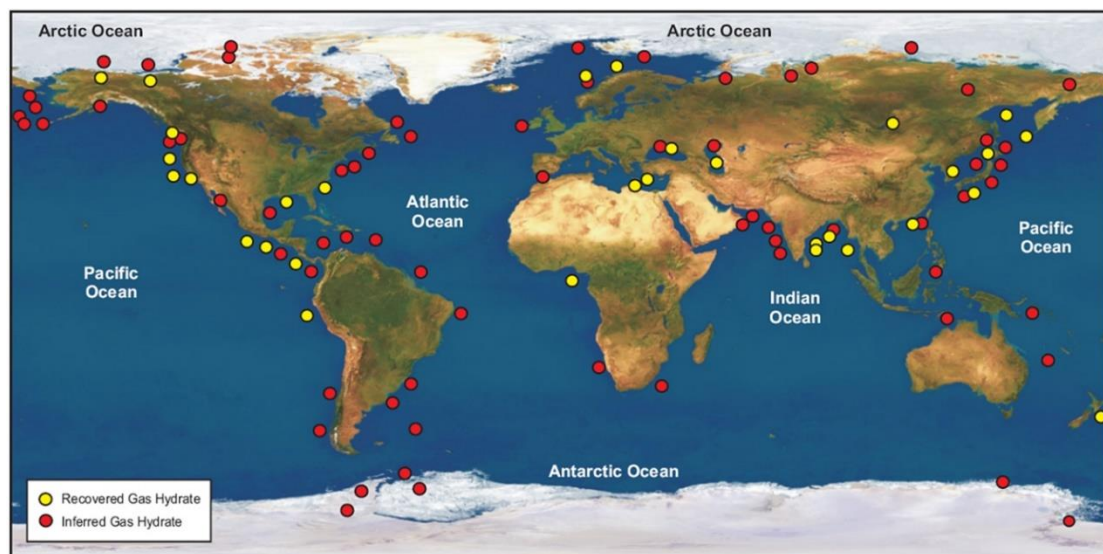 Arctic Ocean
Arctic Ocean
Atlantic
Ocean
Pacific
Ocean
Pacific
Ocean
Indian
Ocean
Antarctic Ocean
Recovered Gas Hydrate
Inferred Gas Hydrate